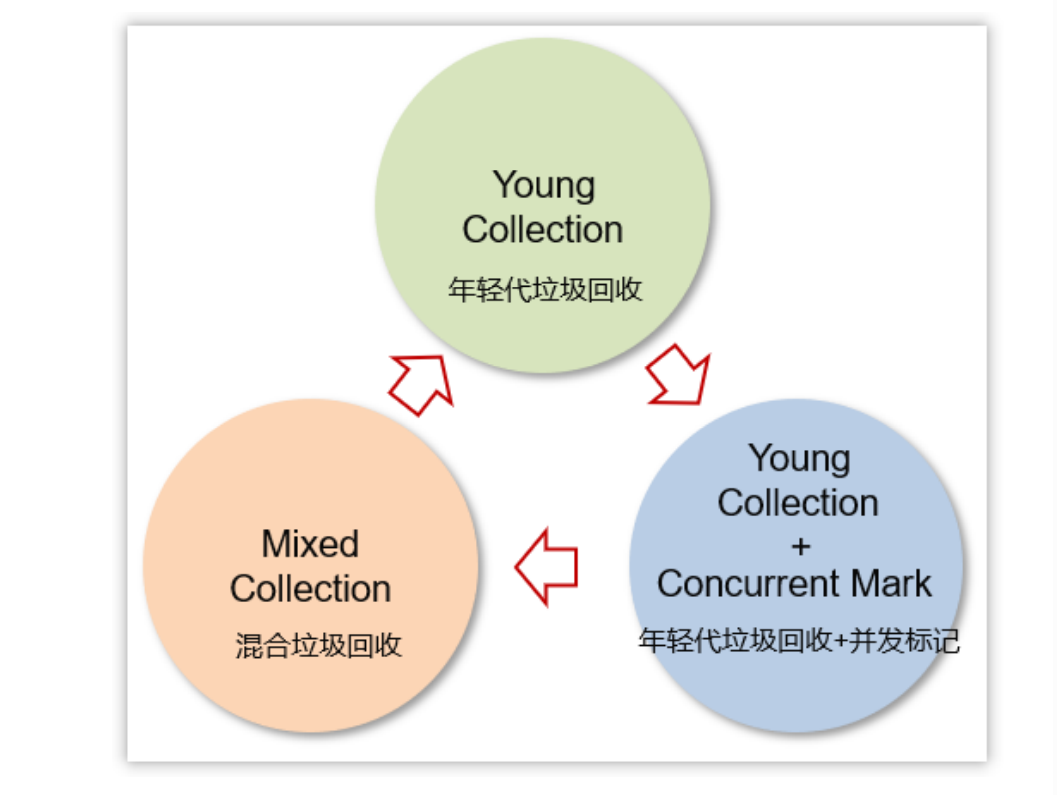 Young
Collection
年轻代垃圾回收
Young
Collection
+
Concurrent Mark
年轻代垃圾回收+并发标记
Mixed
Collection
混合垃圾回收